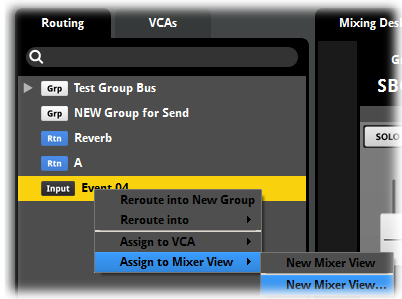 Routing
VCAs
Mixing Des
Grp Test Group Bus
Grp NEW Group for Send
Rtn Reverb
Rtn A
Input Event 04
Reroute into New Group
Reroute into
Assign to VCA
Assign to Mixer View
New Mixer View
New Mixer View...
G
SB
SOLO